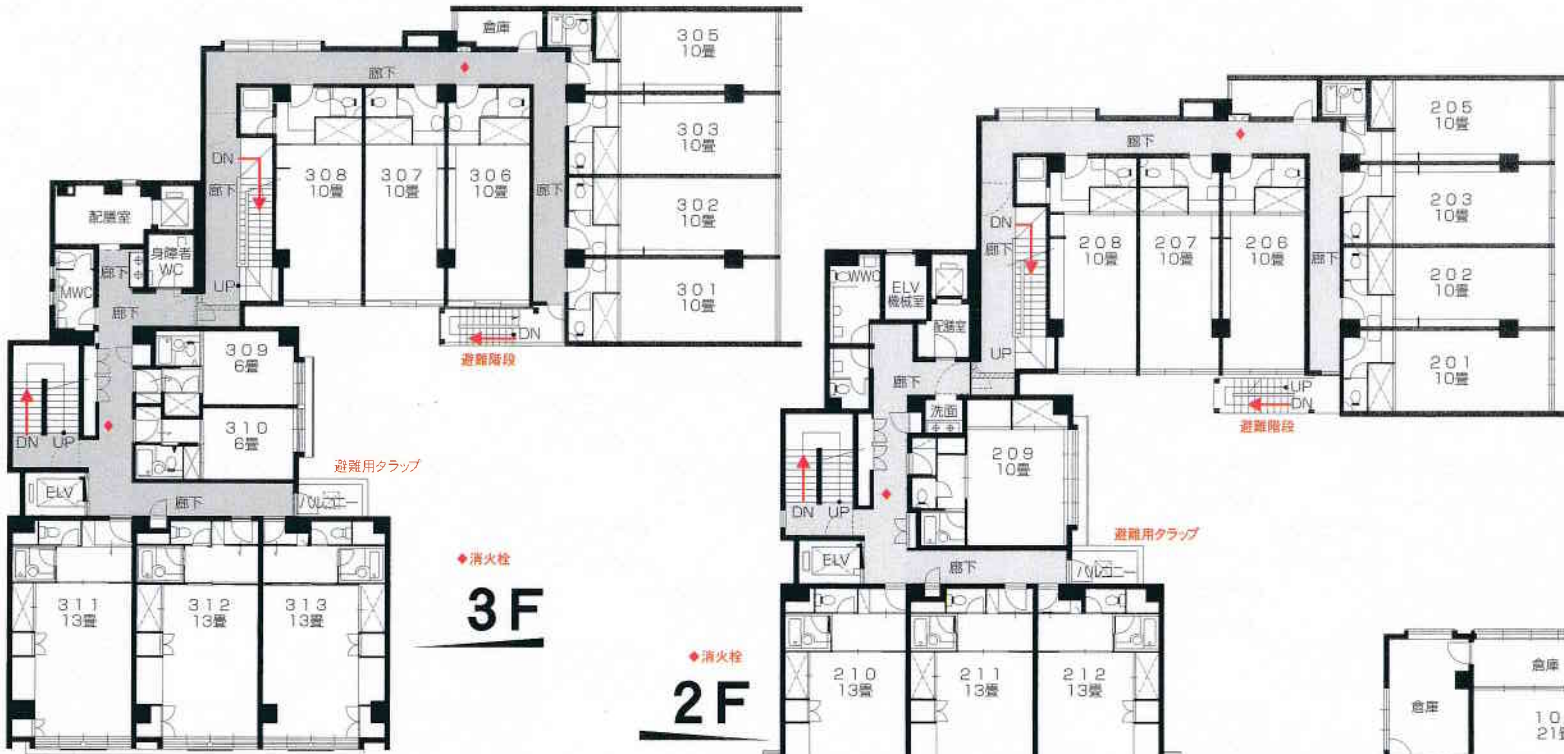 倉庫
305
10畳
廊下
303
10畳
DN
308
10畳
307
10畳
306
10畳
廊下
廊下
302
10畳
配膳室
身障者
WC
廊下
MWC
UP
301
10畳
廊下
DN
避難階段
309
6畳
310
6畳
DN
UP
避難用タラップ
ELV
廊下
バルコニー
311
13畳
312
13畳
313
13畳
◆消火栓
3F
205
10畳
廊下
203
10畳
DN
208
10畳
207
10畳
206
10畳
廊下
廊下
202
10畳
WWC
ELV
機械室
配膳室
UP
201
10畳
廊下
UP
DN
避難階段
洗面
209
10畳
DN
UP
避難用タラップ
ELV
廊下
バルコニー
210
13畳
211
13畳
212
13畳
◆消火栓
2F
倉庫
倉庫
10
21